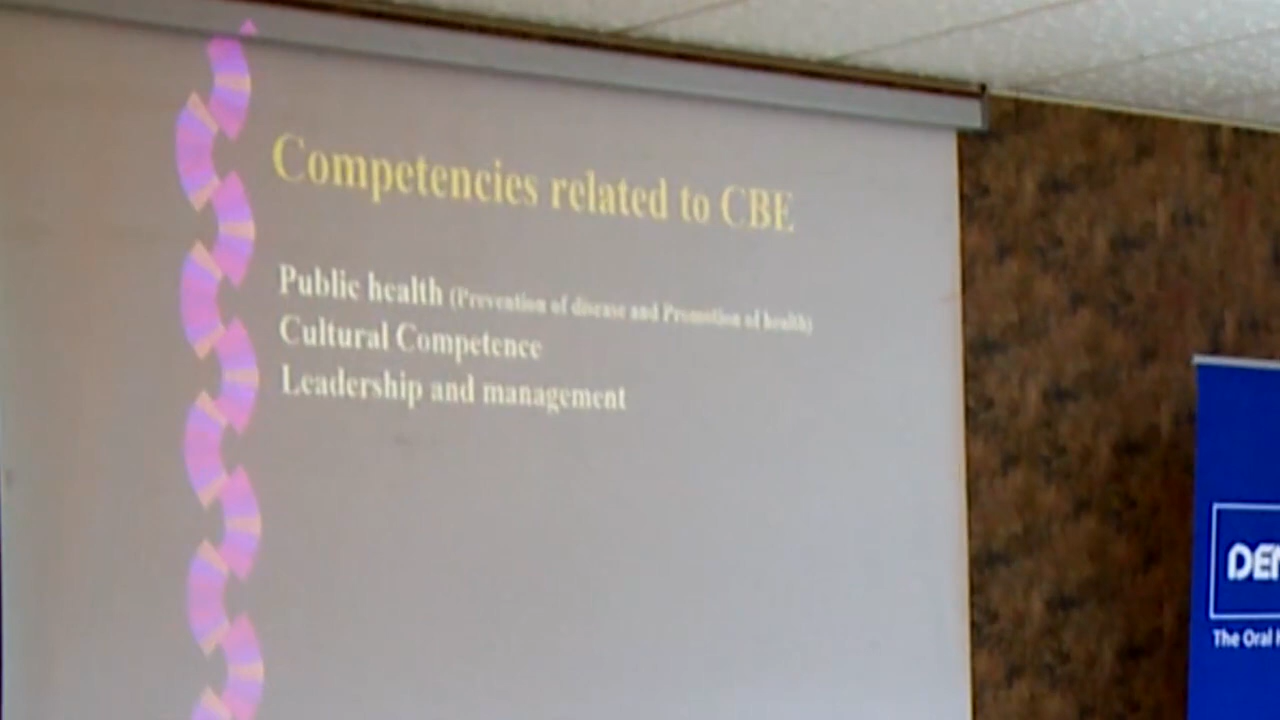 Competencies related to CBE
Public health (Prevention of disease and Promotion of health)
Cultural Competence
Leadership and management
The Oral